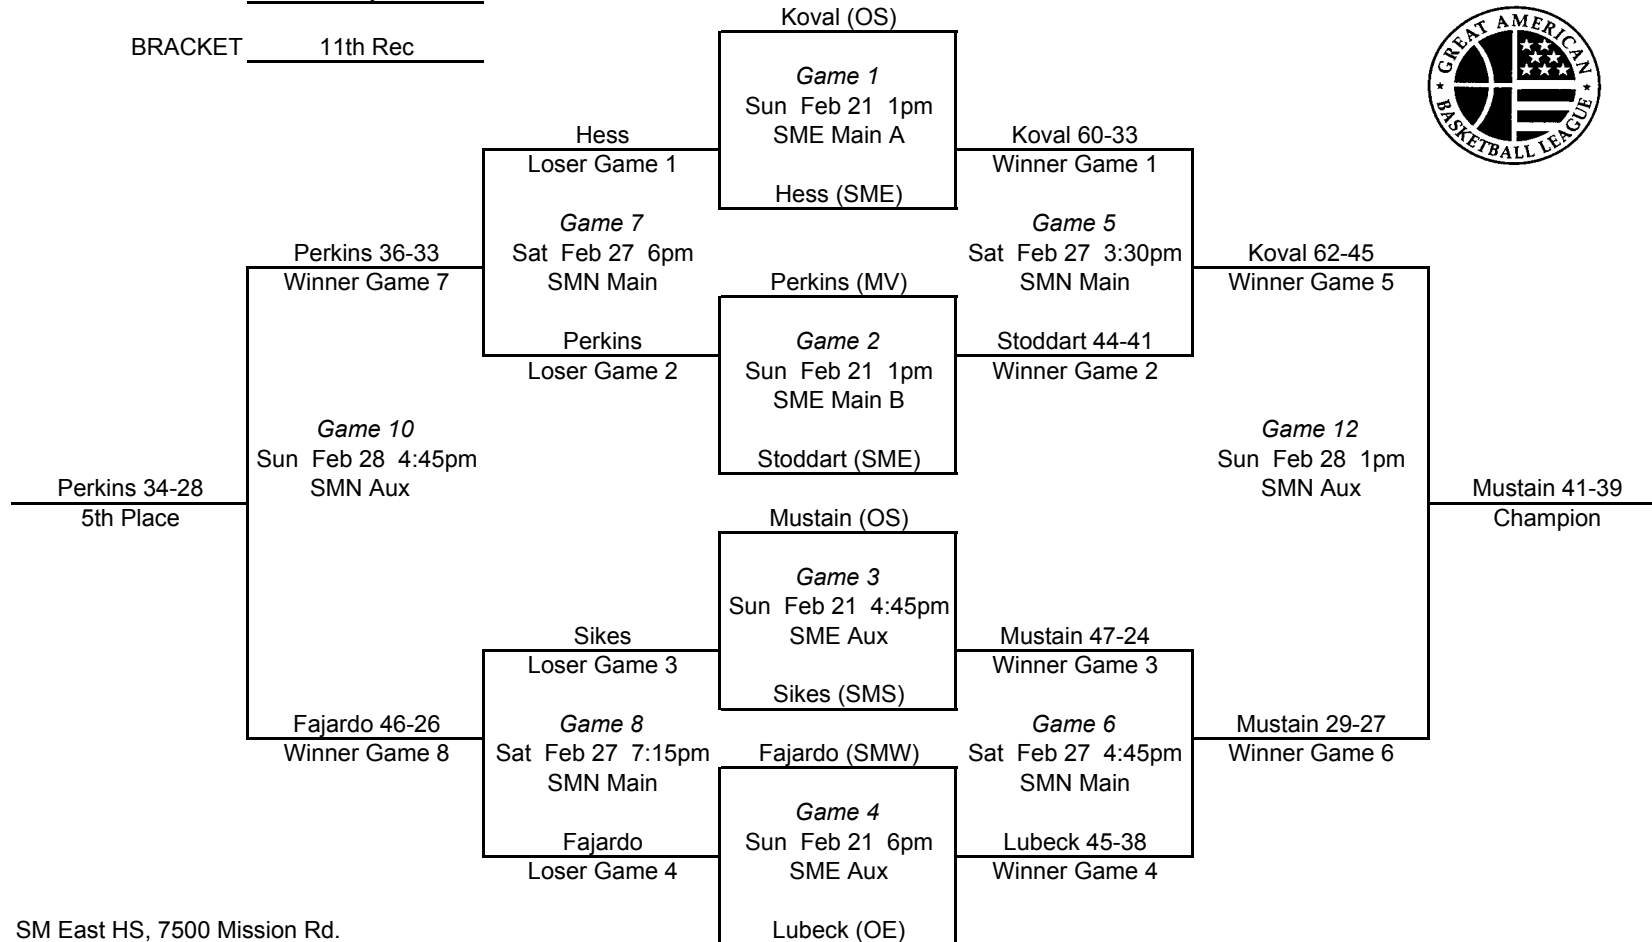 BRACKET 11th Rec
GREAT AMERICAN
BASKETBALL LEAGUE
Koval (OS)
Game 1
Sun Feb 21 1pm
SME Main A
Hess (SME)
Hess
Loser Game 1
Koval 60-33
Winner Game 1
Game 7
Sat Feb 27 6pm
SMN Main
Game 5
Sat Feb 27 3:30pm
SMN Main
Perkins 36-33
Winner Game 7
Koval 62-45
Winner Game 5
Perkins (MV)
Game 2
Sun Feb 21 1pm
SME Main B
Stoddart (SME)
Perkins
Loser Game 2
Stoddart 44-41
Winner Game 2
Game 10
Sun Feb 28 4:45pm
SMN Aux
Game 12
Sun Feb 28 1pm
SMN Aux
Perkins 34-28
5th Place
Mustain 41-39
Champion
Mustain (OS)
Game 3
Sun Feb 21 4:45pm
SME Aux
Sikes (SMS)
Sikes
Loser Game 3
Mustain 47-24
Winner Game 3
Game 8
Sat Feb 27 7:15pm
SMN Main
Game 6
Sat Feb 27 4:45pm
SMN Main
Fajardo 46-26
Winner Game 8
Mustain 29-27
Winner Game 6
Fajardo (SMW)
Game 4
Sun Feb 21 6pm
SME Aux
Lubeck (OE)
Fajardo
Loser Game 4
Lubeck 45-38
Winner Game 4
SM East HS, 7500 Mission Rd.